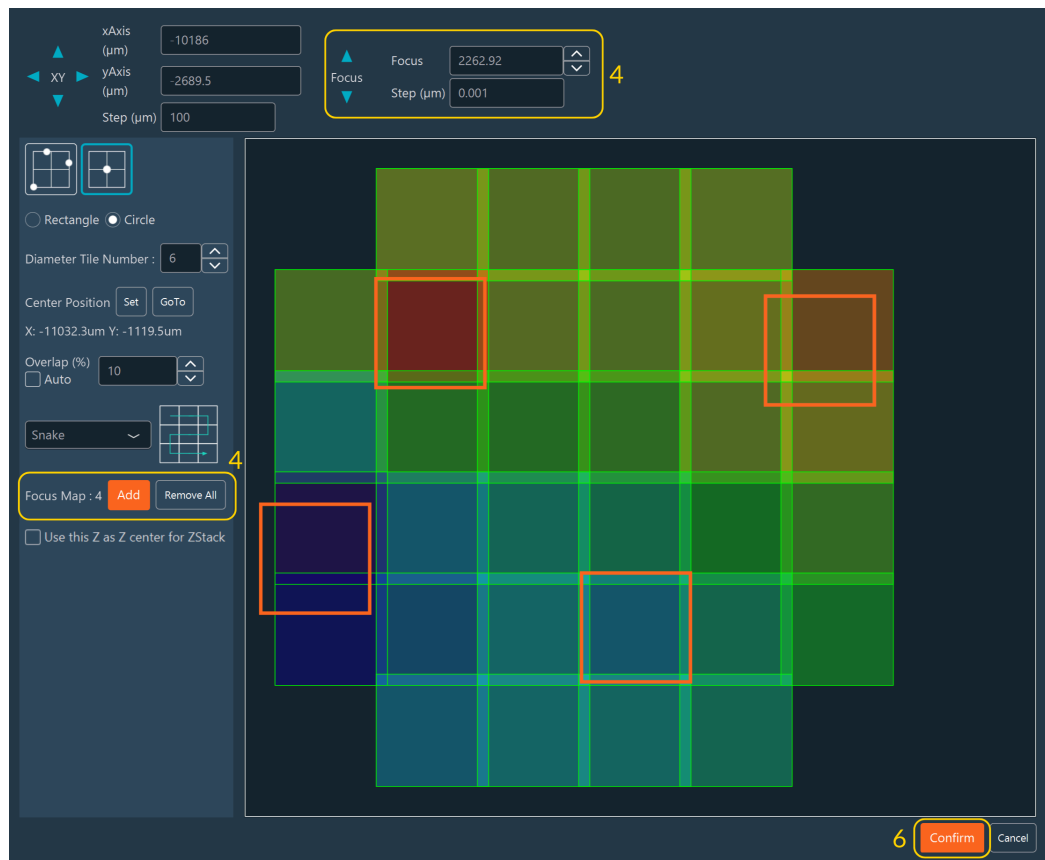 xAxis
(µm)
-10186
XY
yAxis
(µm)
-2689.5
Step (µm)
100
Focus
Focus
2262.92
Step (µm)
0.001
4
Rectangle
Circle
Diameter Tile Number :
6
Center Position
Set
GoTo
X: -11032.3um Y: -1119.5um
Overlap (%)
Auto
10
Snake
4
Focus Map : 4
Add
Remove All
Use this Z as Z center for ZStack
6
Confirm
Cancel